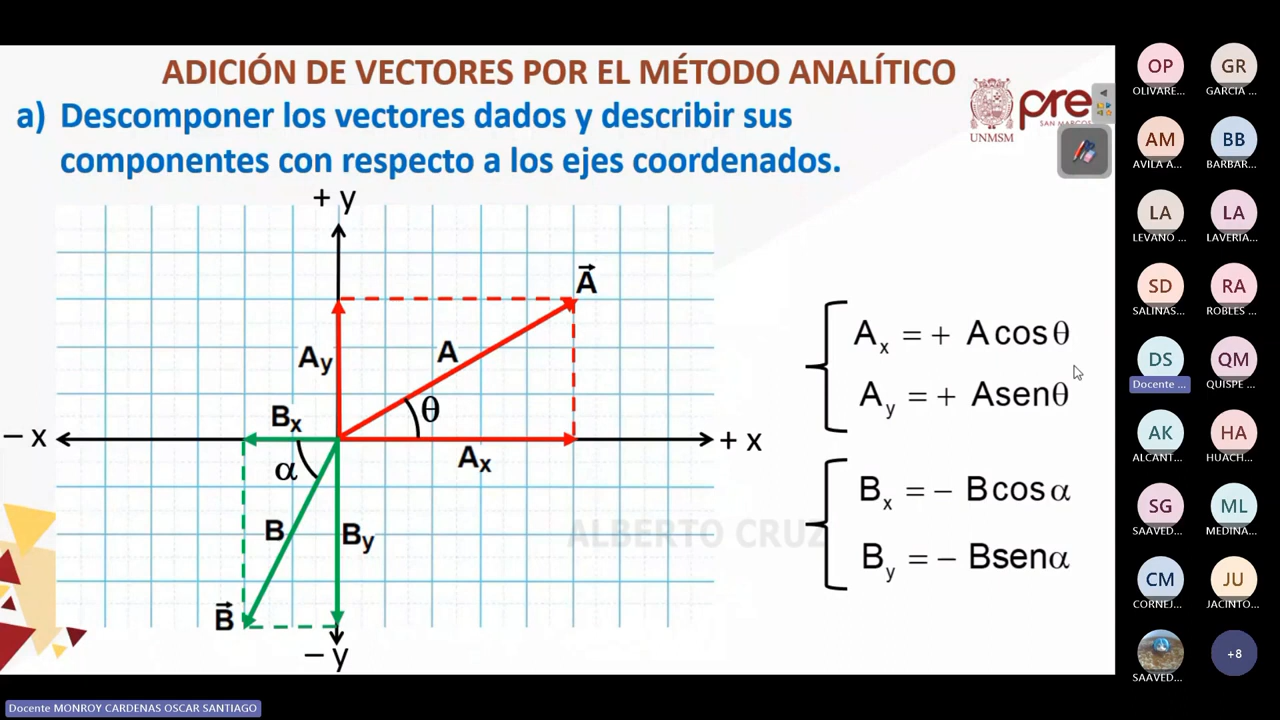 ADICIÓN DE VECTORES POR EL MÉTODO ANALÍTICO
a) Descomponer los vectores dados y describir sus
componentes con respecto a los ejes coordenados.
UNMSM
pre
SAN MARCOS
+ y
A⃗
A
Ay
θ
Bx
− x
+ x
Ax
α
B
By
B⃗
− y
Ax = + A cos θ
Ay = + Asenθ
Bx = − B cos α
By = − Bsenα
ALBERTO CRUZ
OP
OLIVARE...
GR
GARCIA ...
AM
AVILA A...
BB
BARBAR...
LA
LEVANO ...
LA
LAVERIA...
SD
SALINAS...
RA
ROBLES ...
DS
Docente ...
QM
QUISPE ...
AK
ALCANT...
HA
HUACH...
SG
SAAVED...
ML
MEDINA...
CM
CORNEJ...
JU
JACINTO...
SAAVED...
+8
Docente MONROY CARDENAS OSCAR SANTIAGO